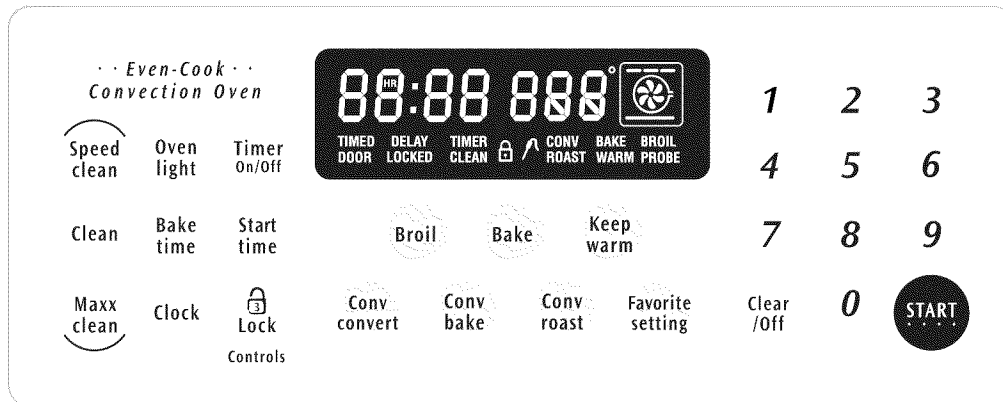 · · Even-Cook · ·
Convection Oven
88:88 888°
HR
TIMED DELAY TIMER CONV BAKE BROIL
DOOR LOCKED CLEAN ROAST WARM PROBE
Speed
clean
Oven
light
Timer
On/Off
Clean
Bake
time
Start
time
Maxx
clean
Clock
3
Lock
Controls
Broil
Bake
Keep
warm
Conv
convert
Conv
bake
Conv
roast
Favorite
setting
1 2 3
4 5 6
7 8 9
Clear
/Off
0
START